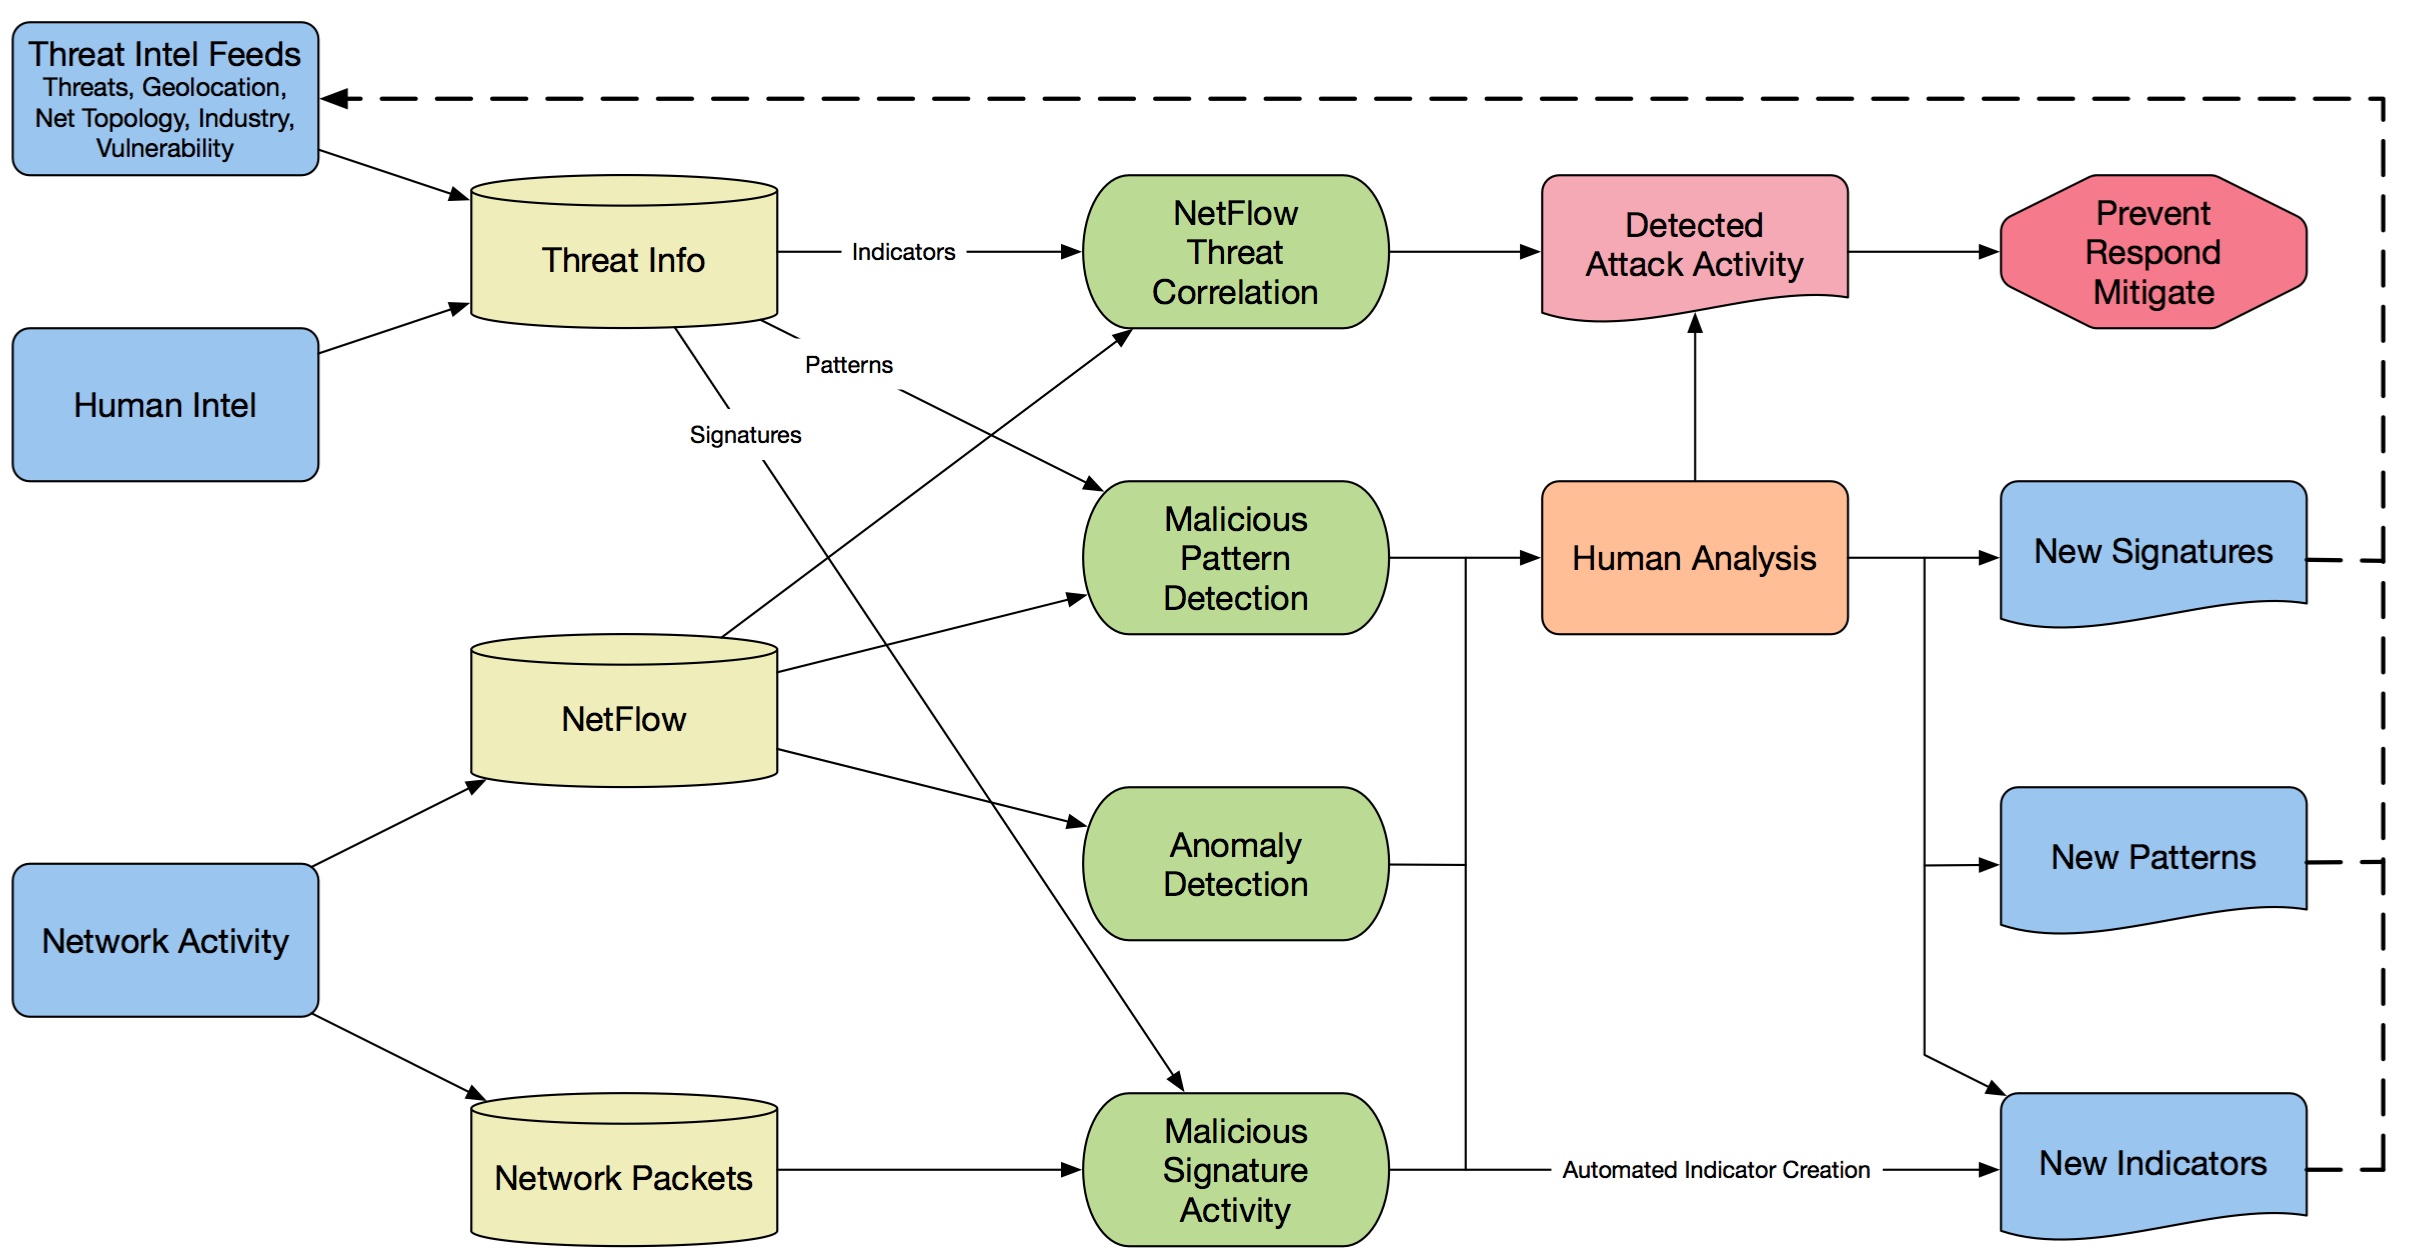 Threat Intel Feeds
Threats, Geolocation,
Net Topology, Industry,
Vulnerability
Human Intel
Network Activity
Threat Info
NetFlow
Network Packets
Indicators
Patterns
Signatures
NetFlow
Threat
Correlation
Malicious
Pattern
Detection
Anomaly
Detection
Malicious
Signature
Activity
Detected
Attack Activity
Human Analysis
Automated Indicator Creation
Prevent
Respond
Mitigate
New Signatures
New Patterns
New Indicators